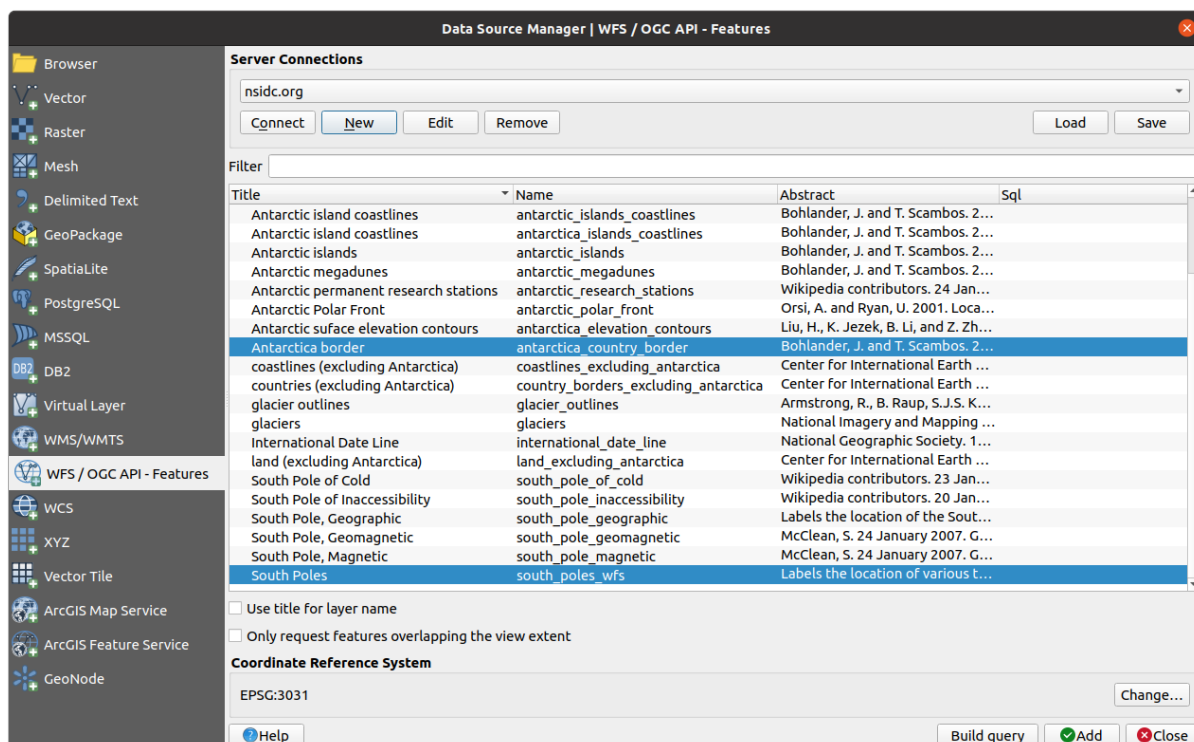 Data Source Manager | WFS / OGC API - Features
Browser
Vector
Raster
Mesh
Delimited Text
GeoPackage
SpatiaLite
PostgreSQL
MSSQL
DB2
DB2
Virtual Layer
WMS/WMTS
WFS / OGC API - Features
WCS
XYZ
Vector Tile
ArcGIS Map Service
ArcGIS Feature Service
GeoNode
Server Connections
nsidc.org
Connect New Edit Remove Load Save
Filter
Title Name Abstract Sql
Antarctic island coastlines antarctic_islands_coastlines Bohlander, J. and T. Scambos. 2...
Antarctic island coastlines antarctica_islands_coastlines Bohlander, J. and T. Scambos. 2...
Antarctic islands antarctic_islands Bohlander, J. and T. Scambos. 2...
Antarctic megadunes antarctic_megadunes Bohlander, J. and T. Scambos. 2...
Antarctic permanent research stations antarctic_research_stations Wikipedia contributors. 24 Jan...
Antarctic Polar Front antarctic_polar_front Orsi, A. and Ryan, U. 2001. Loca...
Antarctic suface elevation contours antarctica_elevation_contours Liu, H., K. Jezek, B. Li, and Z. Zh...
Antarctica border antarctica_country_border Bohlander, J. and T. Scambos. 2...
coastlines (excluding Antarctica) coastlines_excluding_antarctica Center for International Earth ...
countries (excluding Antarctica) country_borders_excluding_antarctica Center for International Earth ...
glacier outlines glacier_outlines Armstrong, R., B. Raup, S.J.S. K...
glaciers glaciers National Imagery and Mapping ...
International Date Line international_date_line National Geographic Society. 1...
land (excluding Antarctica) land_excluding_antarctica Center for International Earth ...
South Pole of Cold south_pole_of_cold Wikipedia contributors. 23 Jan...
South Pole of Inaccessibility south_pole_inaccessibility Wikipedia contributors. 20 Jan...
South Pole, Geographic south_pole_geographic Labels the location of the Sout...
South Pole, Geomagnetic south_pole_geomagnetic McClean, S. 24 January 2007. G...
South Pole, Magnetic south_pole_magnetic McClean, S. 24 January 2007. G...
South Poles south_poles_wfs Labels the location of various t...
Use title for layer name
Only request features overlapping the view extent
Coordinate Reference System
EPSG:3031 Change...
Help Build query Add Close